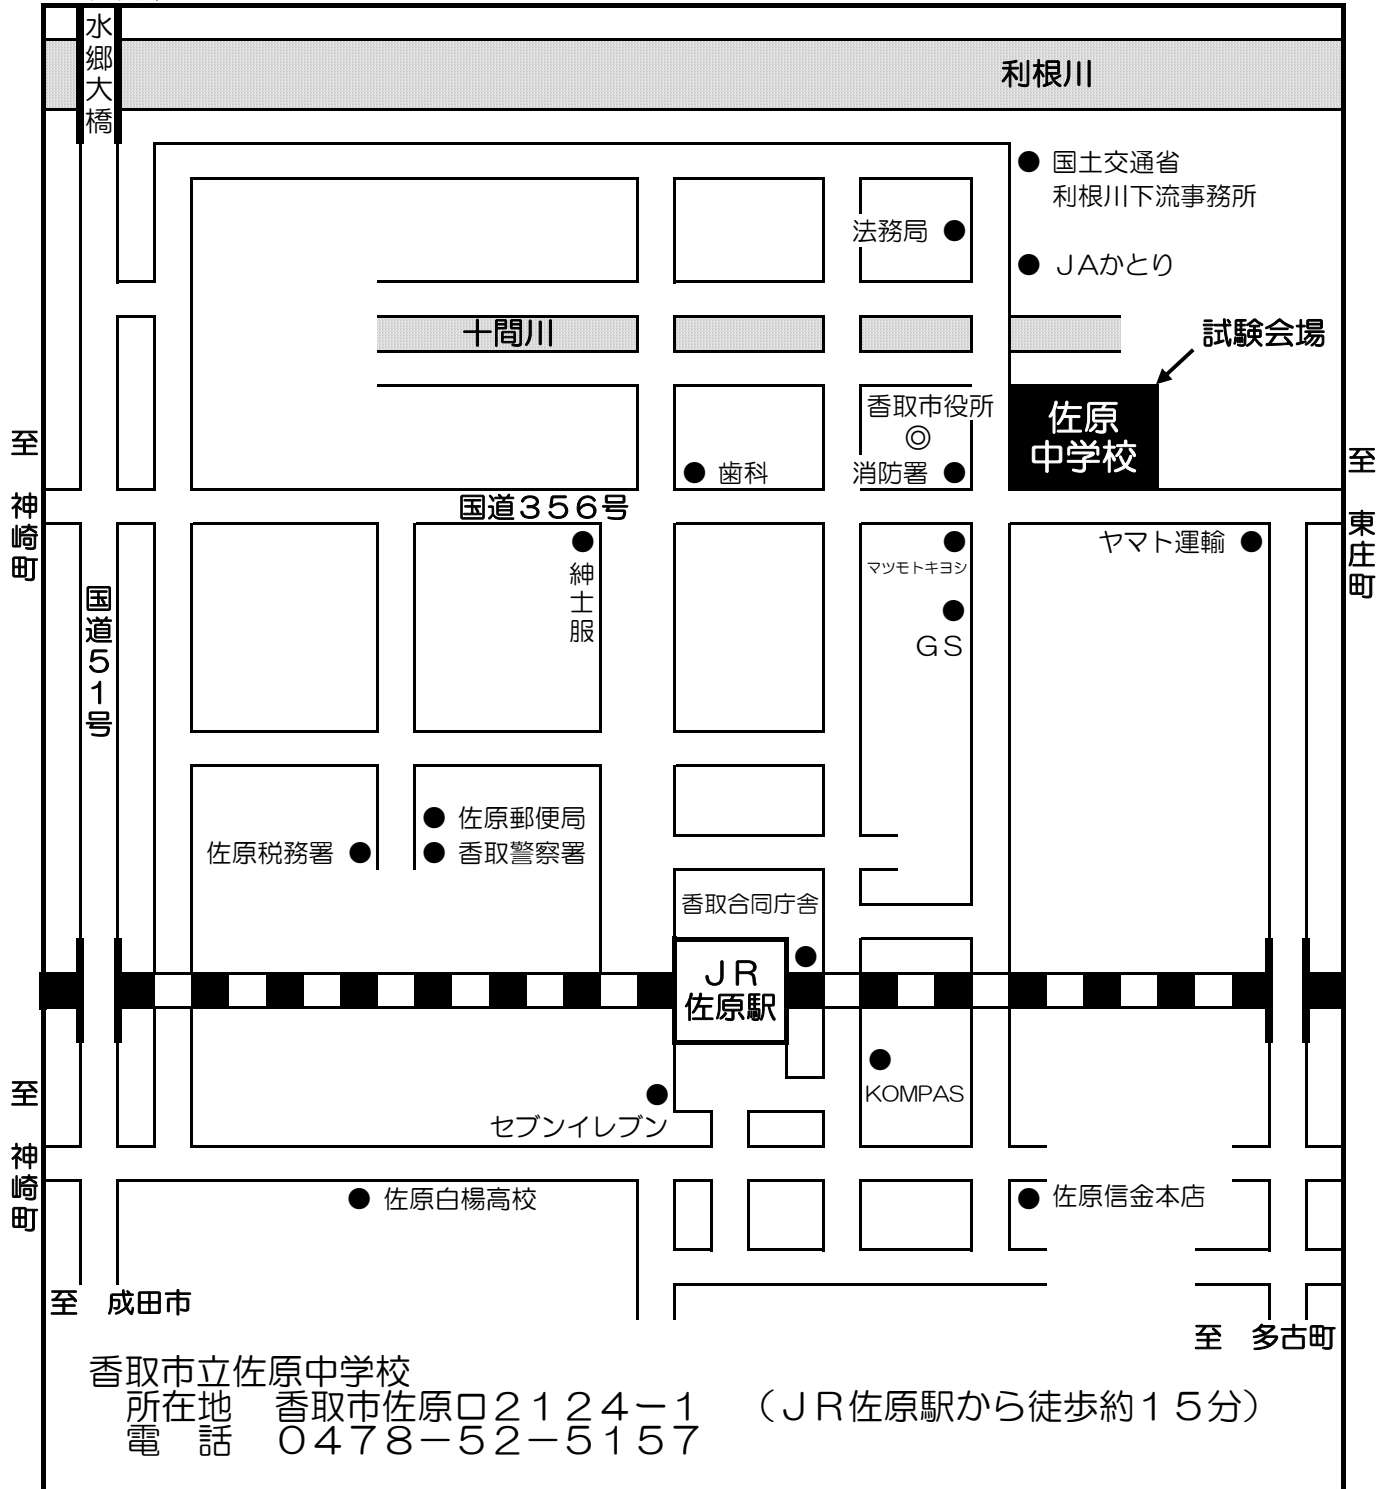 水郷大橋
利根川
国土交通省
利根川下流事務所
法務局
JAかとり
十間川
試験会場
香取市役所
◎
佐原
中学校
至 神崎町
歯科
消防署
至 東庄町
国道356号
紳士服
マツモトキヨシ
ヤマト運輸
国道51号
GS
佐原郵便局
佐原税務署
香取警察署
香取合同庁舎
JR
佐原駅
至 神崎町
KOMPAS
セブンイレブン
佐原白楊高校
佐原信金本店
至 成田市
至 多古町
香取市立佐原中学校
所在地 香取市佐原口2124-1 (JR佐原駅から徒歩約15分)
電 話 0478-52-5157